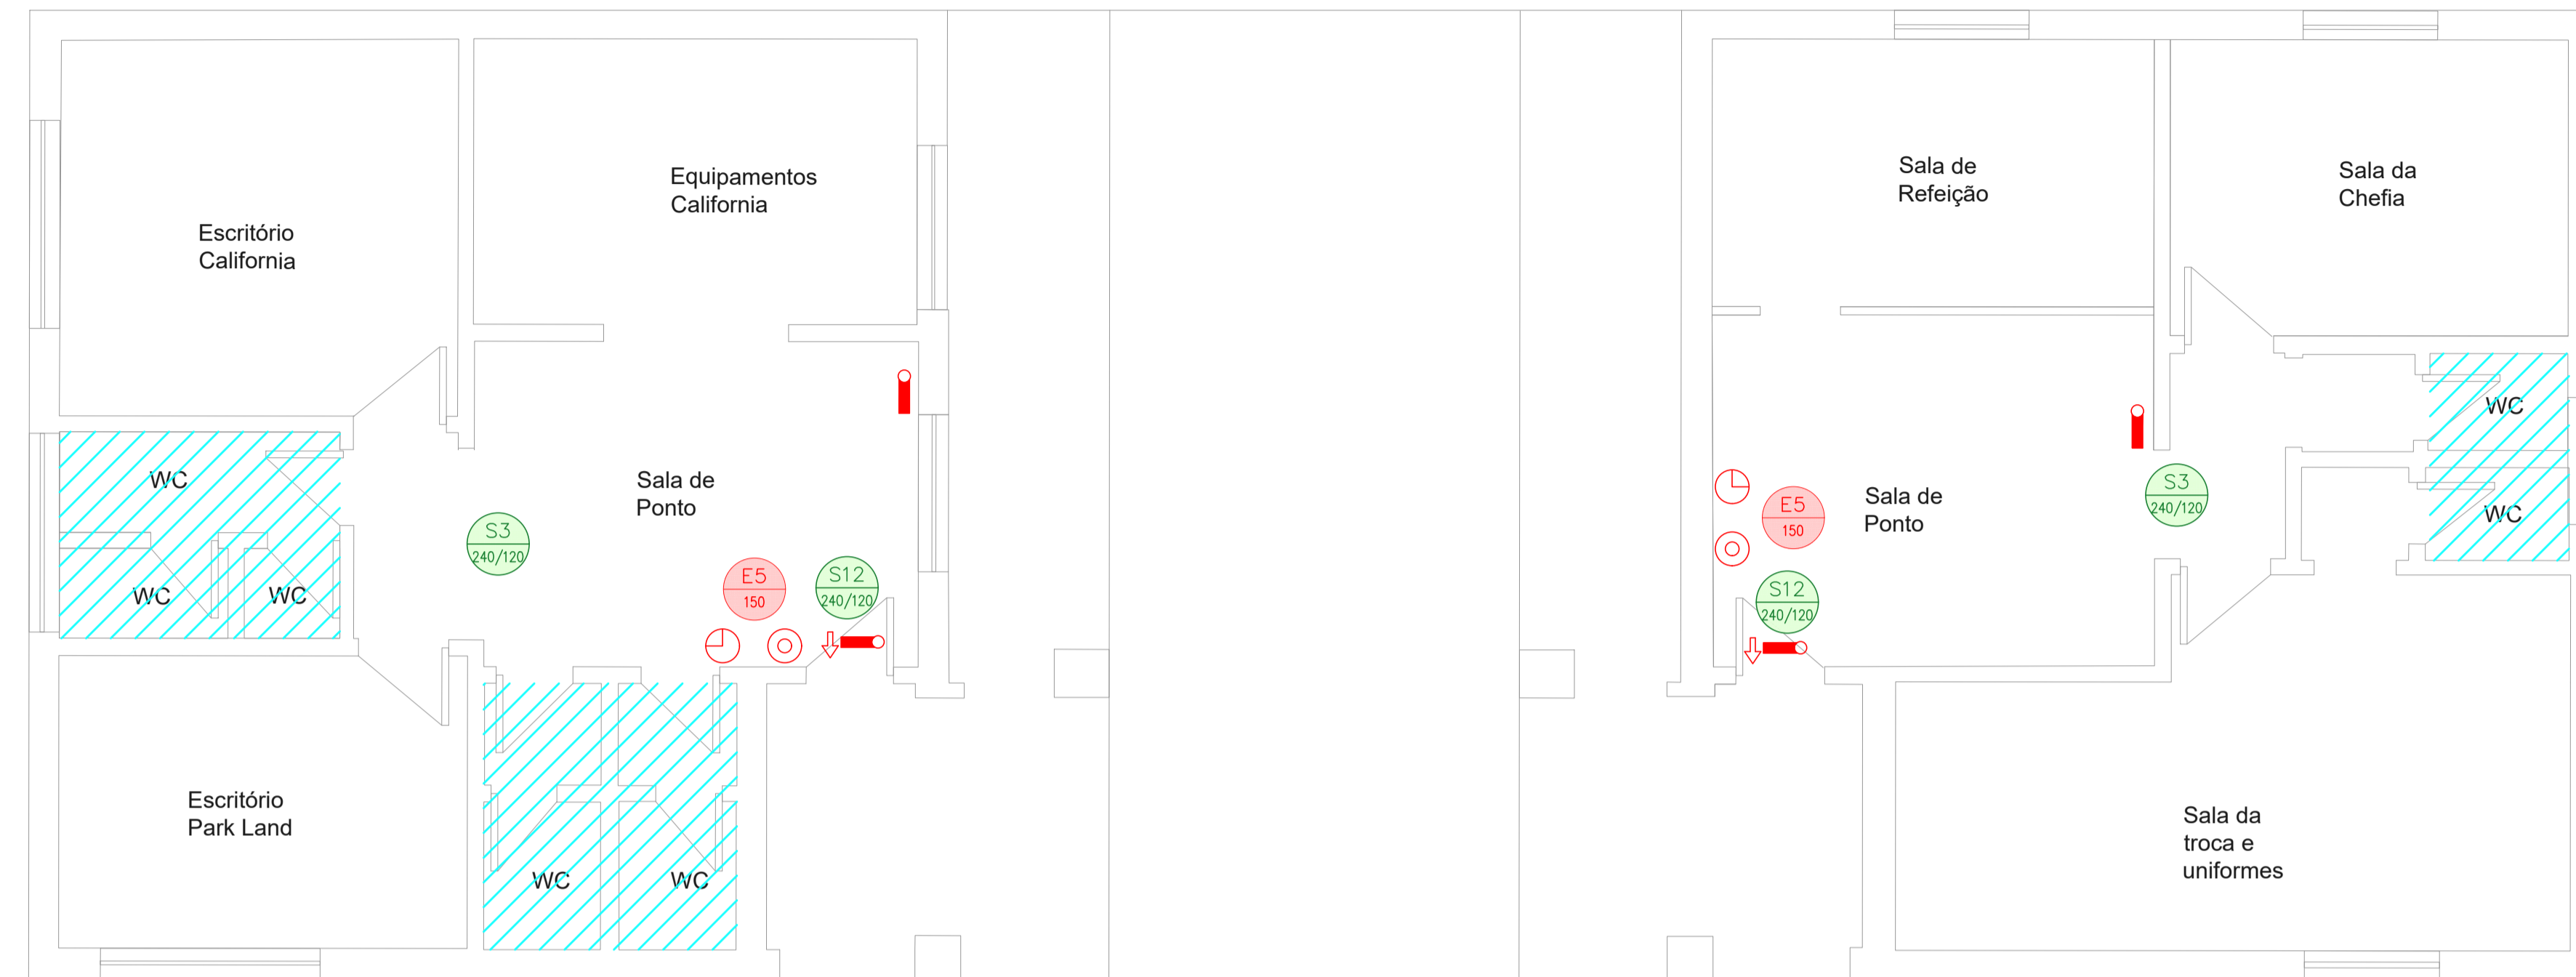 Escritório
California
Equipamentos
California
WC
WC
WC
Sala de
Ponto
S3
240/120
E5
150
S12
240/120
Escritório
Park Land
WC
WC
Sala de
Refeição
Sala da
Chefia
WC
WC
E5
150
Sala de
Ponto
S3
240/120
S12
240/120
Sala da
troca e
uniformes